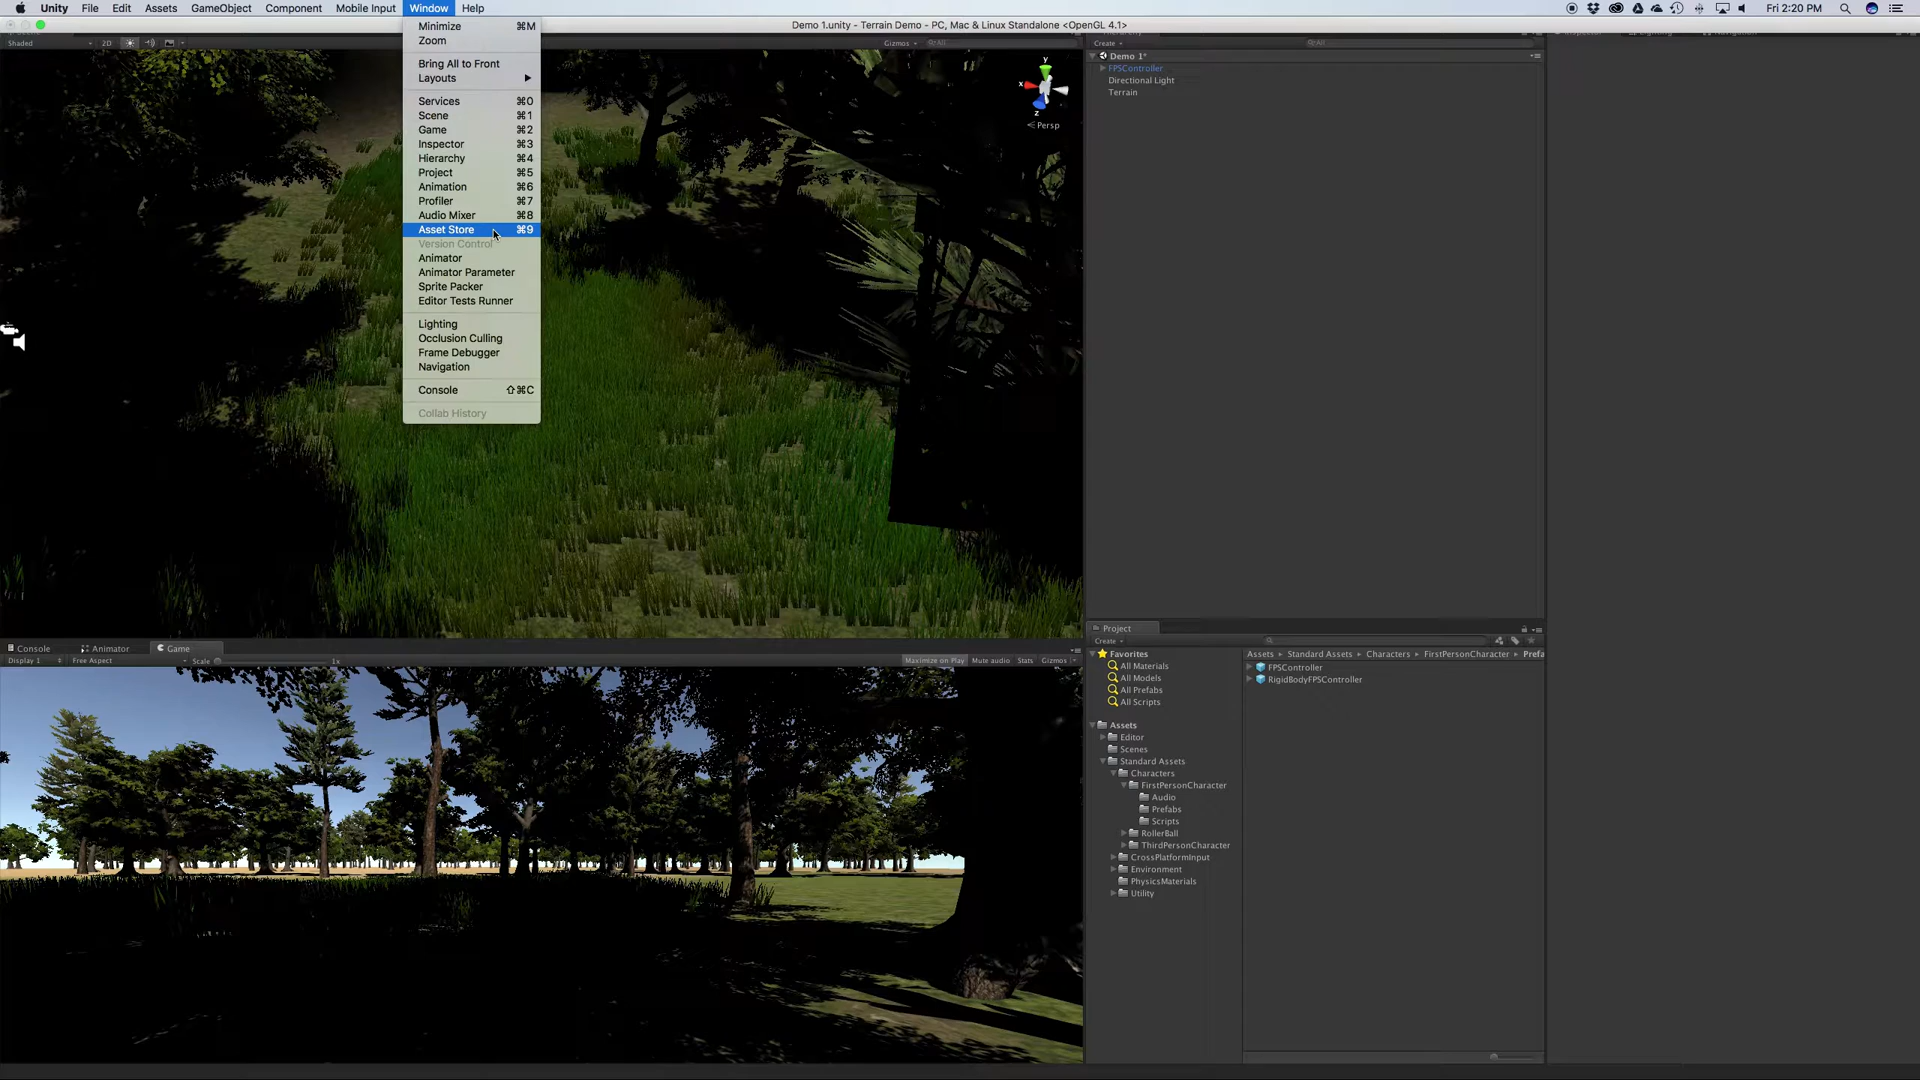 Unity File Edit Assets GameObject Component Mobile Input Window Help
Fri 2:20 PM
Demo 1.unity - Terrain Demo - PC, Mac & Linux Standalone <OpenGL 4.1>
Shaded 2D Gizmos All
Minimize ⌘M
Zoom
Bring All to Front
Layouts
Services ⌘0
Scene ⌘1
Game ⌘2
Inspector ⌘3
Hierarchy ⌘4
Project ⌘5
Animation ⌘6
Profiler ⌘7
Audio Mixer ⌘8
Asset Store ⌘9
Version Control
Animator
Animator Parameter
Sprite Packer
Editor Tests Runner
Lighting
Occlusion Culling
Frame Debugger
Navigation
Console ⇧⌘C
Collab History
y
x
z
Persp
Create All
Demo 1*
FPSController
Directional Light
Terrain
Console Animator Game
Display 1 Free Aspect Scale 1x Maximize on Play Mute audio Stats Gizmos
Project
Create
Favorites
All Materials
All Models
All Prefabs
All Scripts
Assets
Editor
Scenes
Standard Assets
Characters
FirstPersonCharacter
Audio
Prefabs
Scripts
RollerBall
ThirdPersonCharacter
CrossPlatformInput
Environment
PhysicsMaterials
Utility
Assets Standard Assets Characters FirstPersonCharacter Prefa
FPSController
RigidBodyFPSController